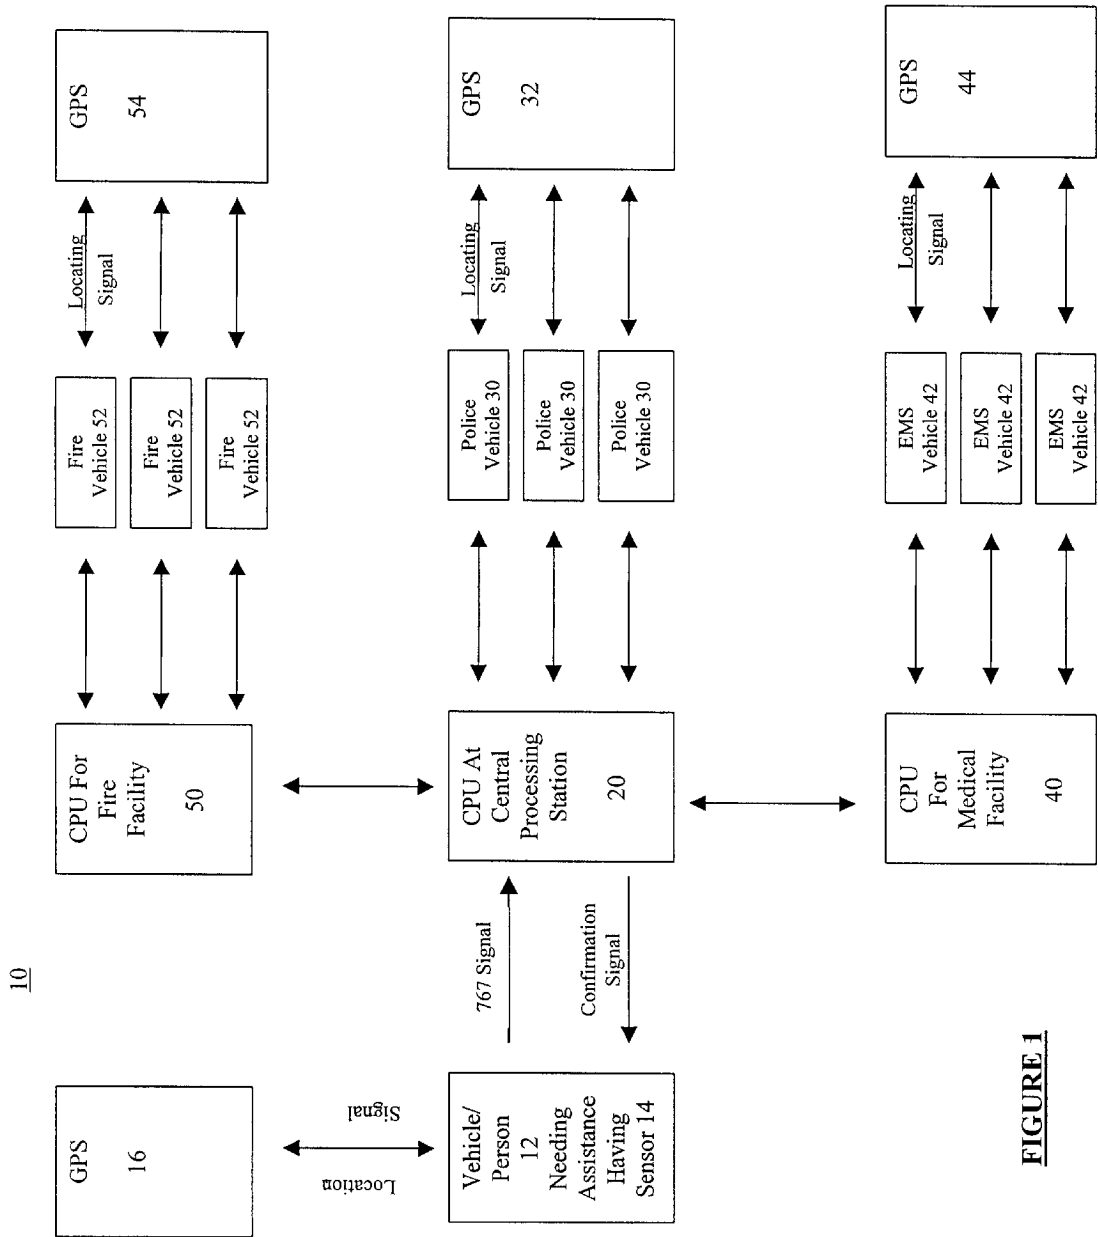 10
GPS
16
Location
Signal
Vehicle/
Person
12
Needing
Assistance
Having
Sensor 14
767 Signal
Confirmation
Signal
CPU For
Fire
Facility
50
CPU At
Central
Processing
Station
20
CPU
For
Medical
Facility
40
Fire
Vehicle 52
Fire
Vehicle 52
Fire
Vehicle 52
Police
Vehicle 30
Police
Vehicle 30
Police
Vehicle 30
EMS
Vehicle 42
EMS
Vehicle 42
EMS
Vehicle 42
Locating
Signal
Locating
Signal
Locating
Signal
GPS
54
GPS
32
GPS
44
FIGURE 1